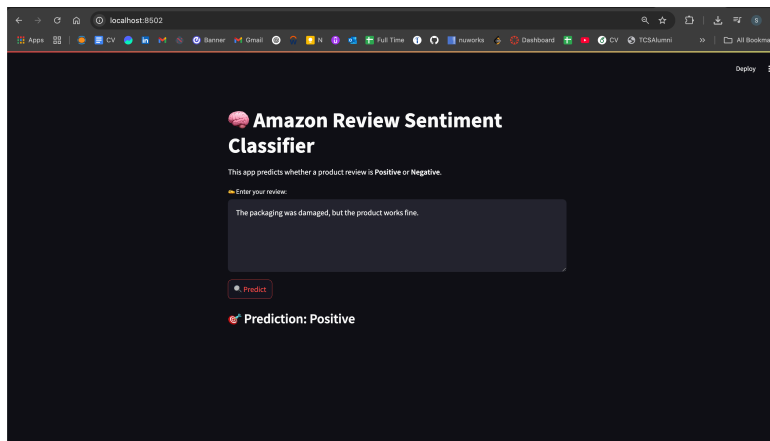 localhost:8502
S
Apps
CV
in
Banner
Gmail
N
Full Time
nuworks
Dashboard
CV
TCSAlumni
»
All Bookma
Deploy
Amazon Review Sentiment
Classifier
This app predicts whether a product review is Positive or Negative.
Enter your review:
The packaging was damaged, but the product works fine.
Predict
Prediction: Positive